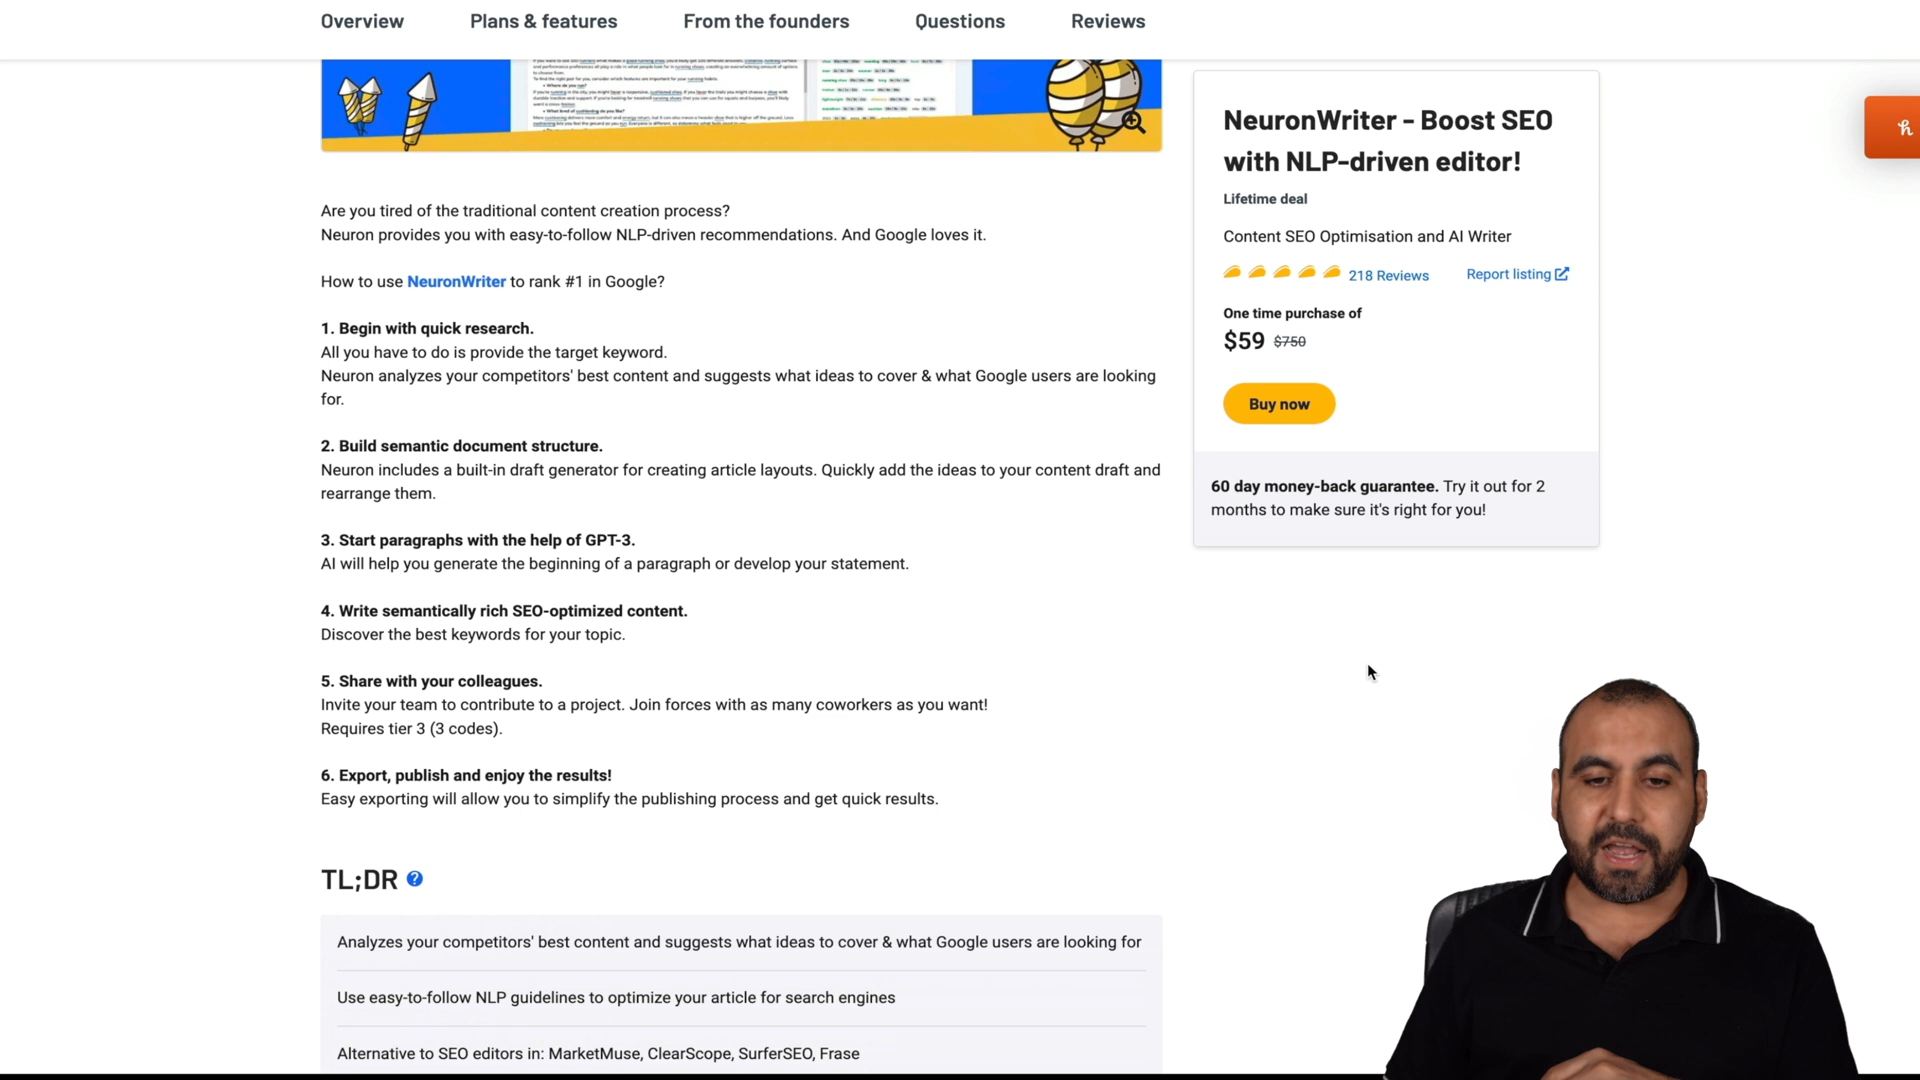 Overview Plans & features From the founders Questions Reviews
NeuronWriter - Boost SEO
with NLP-driven editor!
Lifetime deal
Content SEO Optimisation and AI Writer
218 Reviews Report listing
One time purchase of
$59 $750
Buy now
60 day money-back guarantee. Try it out for 2
months to make sure it's right for you!
Are you tired of the traditional content creation process?
Neuron provides you with easy-to-follow NLP-driven recommendations. And Google loves it.
How to use NeuronWriter to rank #1 in Google?
1. Begin with quick research.
All you have to do is provide the target keyword.
Neuron analyzes your competitors' best content and suggests what ideas to cover & what Google users are looking
for.
2. Build semantic document structure.
Neuron includes a built-in draft generator for creating article layouts. Quickly add the ideas to your content draft and
rearrange them.
3. Start paragraphs with the help of GPT-3.
AI will help you generate the beginning of a paragraph or develop your statement.
4. Write semantically rich SEO-optimized content.
Discover the best keywords for your topic.
5. Share with your colleagues.
Invite your team to contribute to a project. Join forces with as many coworkers as you want!
Requires tier 3 (3 codes).
6. Export, publish and enjoy the results!
Easy exporting will allow you to simplify the publishing process and get quick results.
TL;DR ?
Analyzes your competitors' best content and suggests what ideas to cover & what Google users are looking for
Use easy-to-follow NLP guidelines to optimize your article for search engines
Alternative to SEO editors in: MarketMuse, ClearScope, SurferSEO, Frase